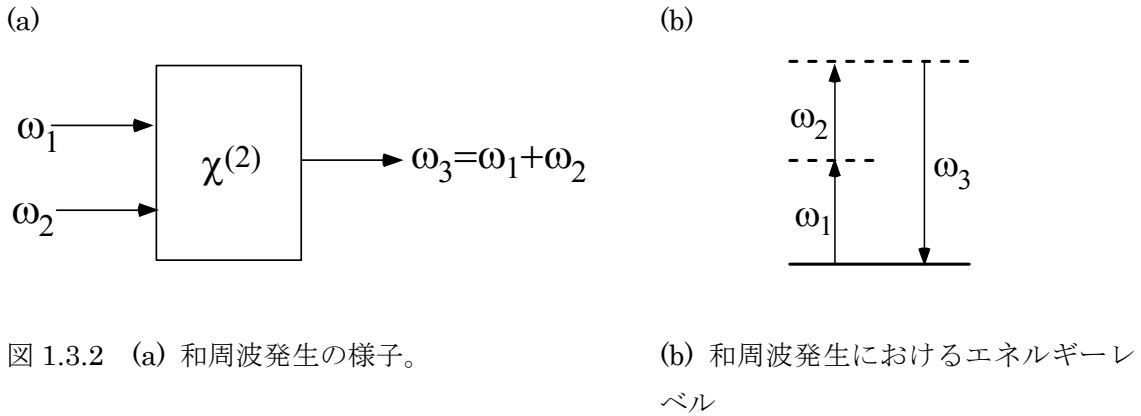 (a)
(b)
ω₁
ω₂
χ⁽²⁾
ω₃=ω₁+ω₂
ω₂
ω₁
ω₃
図 1.3.2 (a) 和周波発生の様子。
(b) 和周波発生におけるエネルギーレ
ベル